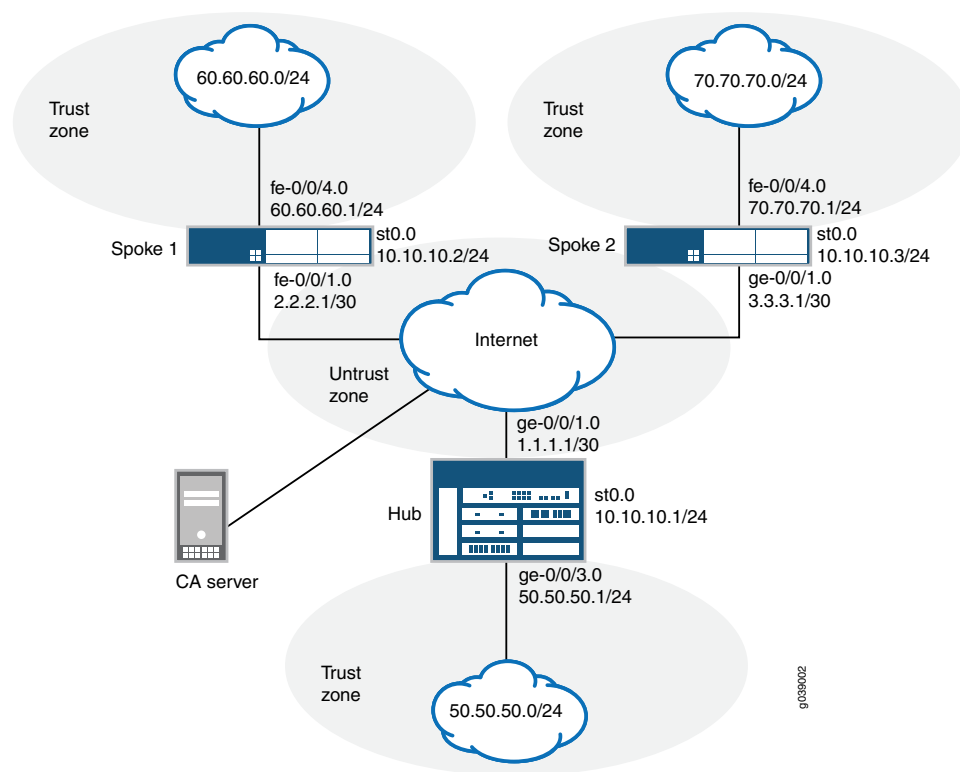 60.60.60.0/24
Trust
zone
fe-0/0/4.0
60.60.60.1/24
Spoke 1
st0.0
10.10.10.2/24
fe-0/0/1.0
2.2.2.1/30
70.70.70.0/24
Trust
zone
fe-0/0/4.0
70.70.70.1/24
Spoke 2
st0.0
10.10.10.3/24
ge-0/0/1.0
3.3.3.1/30
Internet
Untrust
zone
ge-0/0/1.0
1.1.1.1/30
Hub
st0.0
10.10.10.1/24
CA server
ge-0/0/3.0
50.50.50.1/24
Trust
zone
50.50.50.0/24
g039002